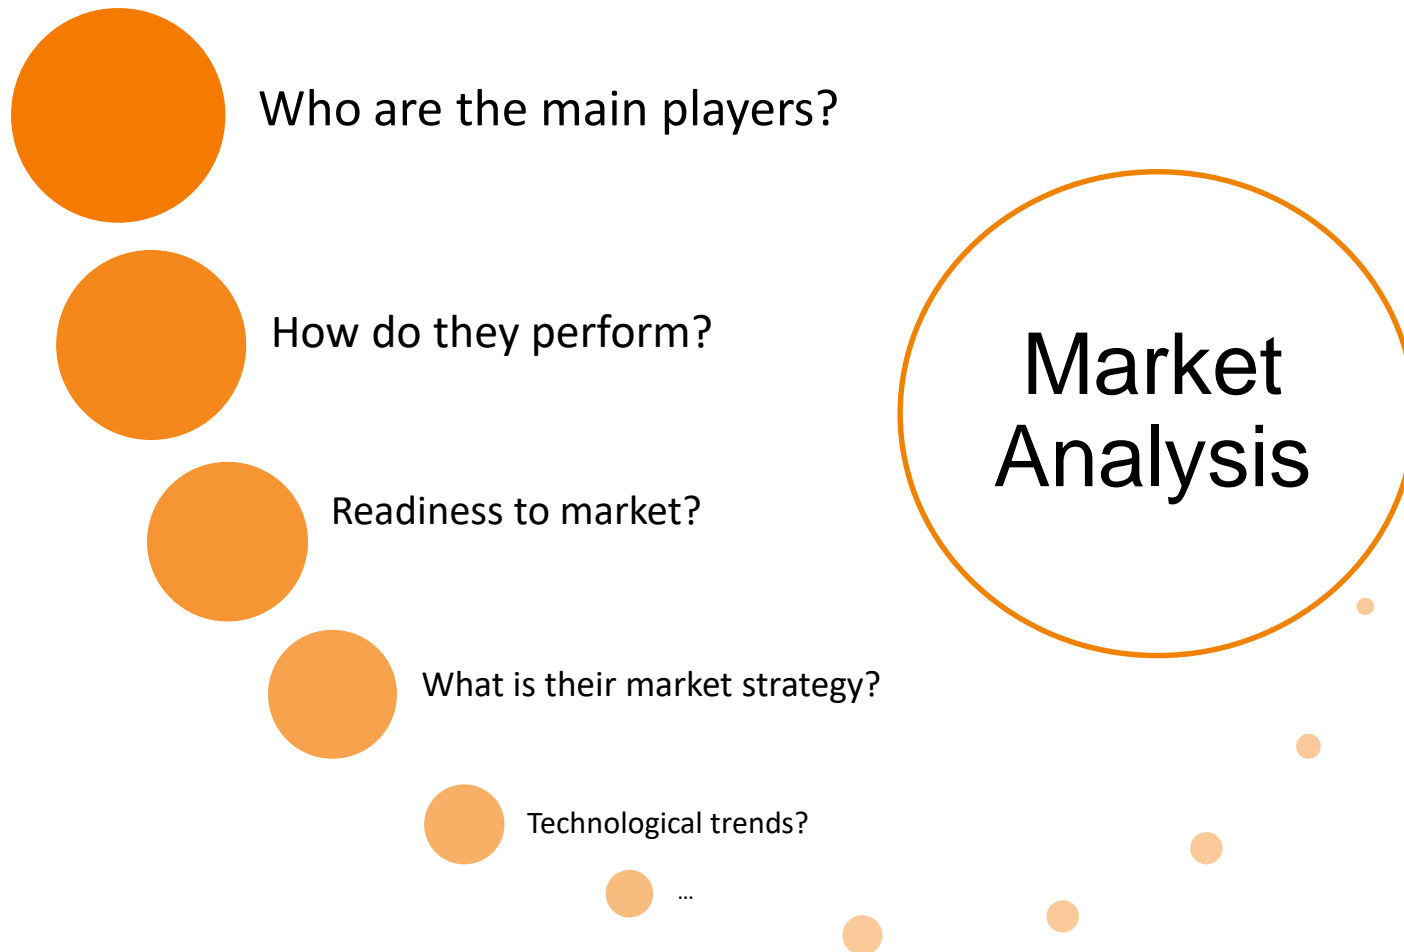 Who are the main players?
How do they perform?
Readiness to market?
What is their market strategy?
Technological trends?
...
Market
Analysis